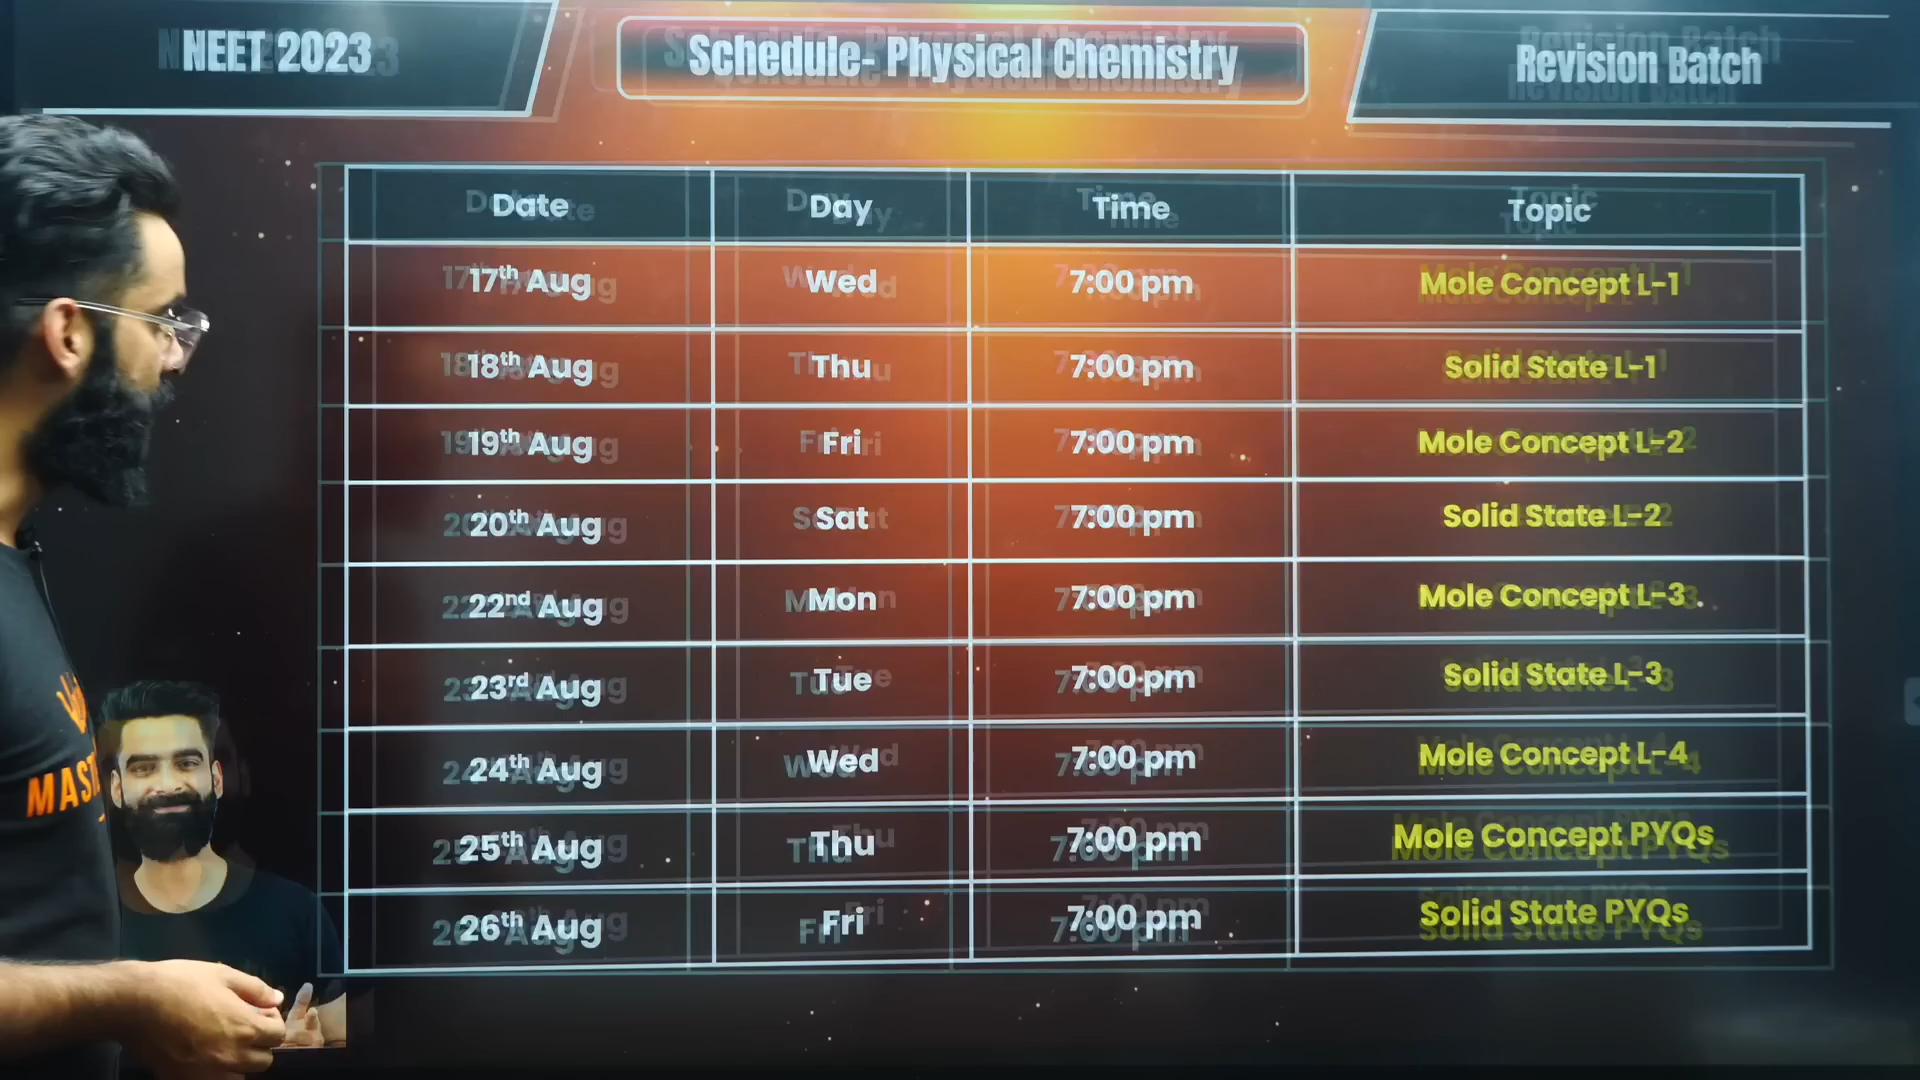 NEET 2023
Schedule- Physical Chemistry
Revision Batch
Date Day Time Topic
17th Aug Wed 7:00 pm Mole Concept L-1
18th Aug Thu 7:00 pm Solid State L-1
19th Aug Fri 7:00 pm Mole Concept L-2
20th Aug Sat 7:00 pm Solid State L-2
22nd Aug Mon 7:00 pm Mole Concept L-3
23rd Aug Tue 7:00 pm Solid State L-3
24th Aug Wed 7:00 pm Mole Concept L-4
25th Aug Thu 7:00 pm Mole Concept PYQs
26th Aug Fri 7:00 pm Solid State PYQs